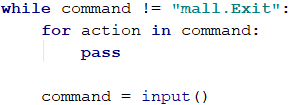 while command != "mall.Exit":
    for action in command:
        pass

    command = input()